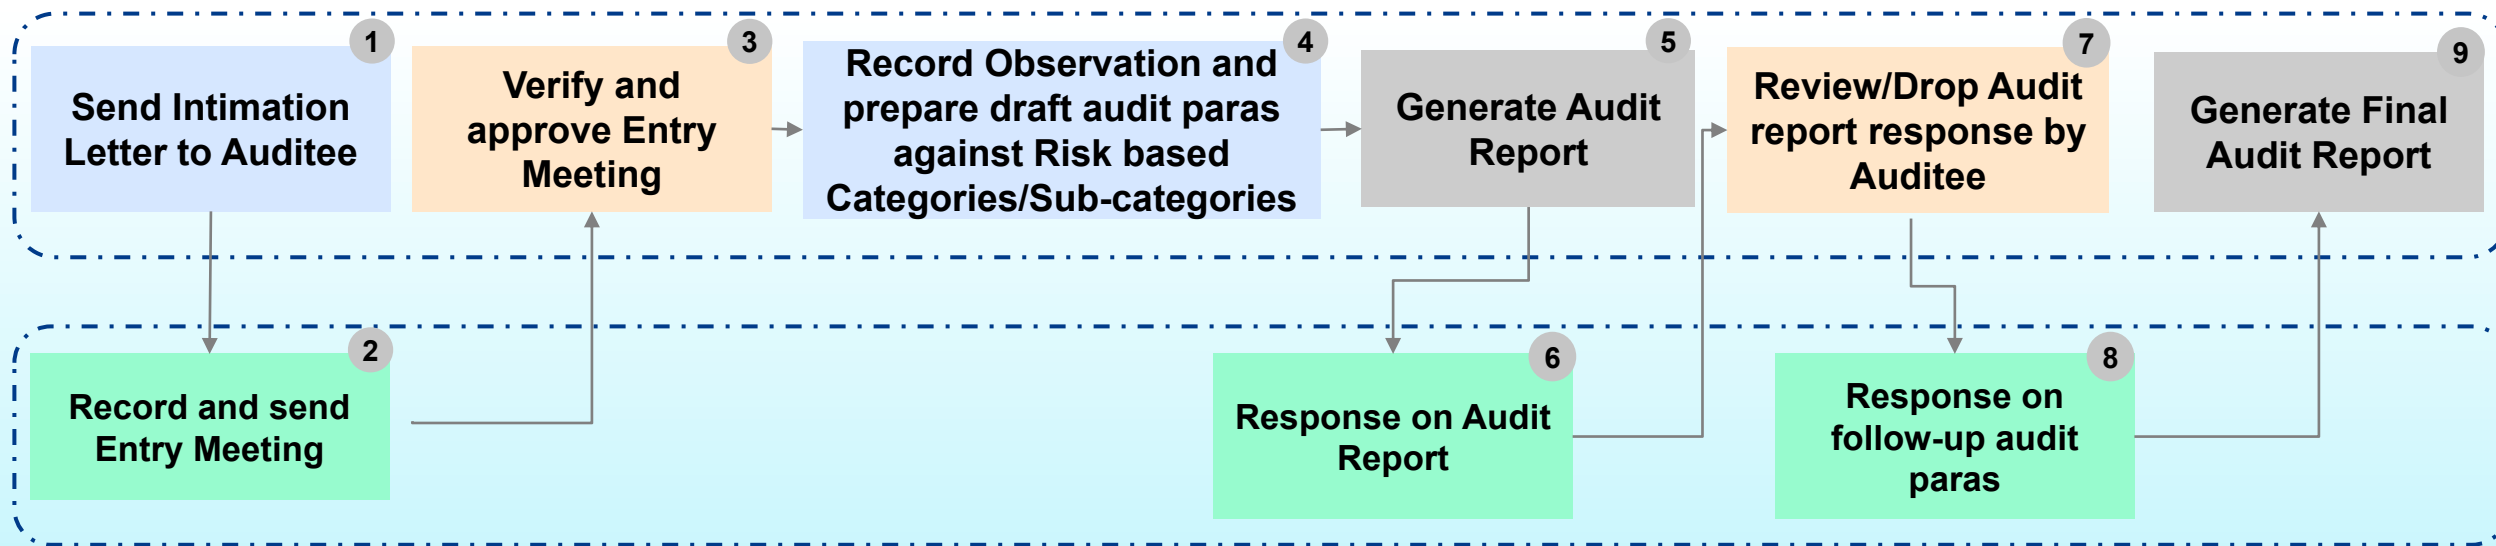 1
Send Intimation
Letter to Auditee
2
Record and send
Entry Meeting
3
Verify and
approve Entry
Meeting
4
Record Observation and
prepare draft audit paras
against Risk based
Categories/Sub-categories
5
Generate Audit
Report
6
Response on Audit
Report
7
Review/Drop Audit
report response by
Auditee
8
Response on
follow-up audit
paras
9
Generate Final
Audit Report